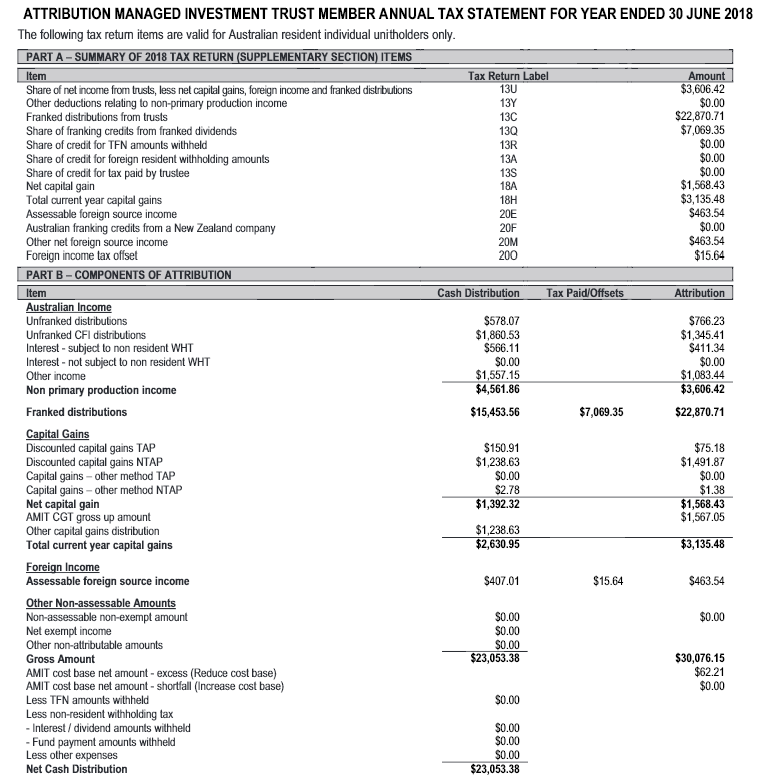 ATTRIBUTION MANAGED INVESTMENT TRUST MEMBER ANNUAL TAX STATEMENT FOR YEAR ENDED 30 JUNE 2018
The following tax return items are valid for Australian resident individual unitholders only.
PART A – SUMMARY OF 2018 TAX RETURN (SUPPLEMENTARY SECTION) ITEMS
Item Tax Return Label Amount
Share of net income from trusts, less net capital gains, foreign income and franked distributions 13U $3,606.42
Other deductions relating to non-primary production income 13Y $0.00
Franked distributions from trusts 13C $22,870.71
Share of franking credits from franked dividends 13Q $7,069.35
Share of credit for TFN amounts withheld 13R $0.00
Share of credit for foreign resident withholding amounts 13A $0.00
Share of credit for tax paid by trustee 13S $0.00
Net capital gain 18A $1,568.43
Total current year capital gains 18H $3,135.48
Assessable foreign source income 20E $463.54
Australian franking credits from a New Zealand company 20F $0.00
Other net foreign source income 20M $463.54
Foreign income tax offset 20O $15.64
PART B – COMPONENTS OF ATTRIBUTION
Item Cash Distribution Tax Paid/Offsets Attribution
Australian Income
Unfranked distributions $578.07 $766.23
Unfranked CFI distributions $1,860.53 $1,345.41
Interest - subject to non resident WHT $566.11 $411.34
Interest - not subject to non resident WHT $0.00 $0.00
Other income $1,557.15 $1,083.44
Non primary production income $4,561.86 $3,606.42
Franked distributions $15,453.56 $7,069.35 $22,870.71
Capital Gains
Discounted capital gains TAP $150.91 $75.18
Discounted capital gains NTAP $1,238.63 $1,491.87
Capital gains – other method TAP $0.00 $0.00
Capital gains – other method NTAP $2.78 $1.38
Net capital gain $1,392.32 $1,568.43
AMIT CGT gross up amount $1,567.05
Other capital gains distribution $1,238.63
Total current year capital gains $2,630.95 $3,135.48
Foreign Income
Assessable foreign source income $407.01 $15.64 $463.54
Other Non-assessable Amounts
Non-assessable non-exempt amount $0.00 $0.00
Net exempt income $0.00
Other non-attributable amounts $0.00
Gross Amount $23,053.38 $30,076.15
AMIT cost base net amount - excess (Reduce cost base) $62.21
AMIT cost base net amount - shortfall (Increase cost base) $0.00
Less TFN amounts withheld $0.00
Less non-resident withholding tax
- Interest / dividend amounts withheld $0.00
- Fund payment amounts withheld $0.00
Less other expenses $0.00
Net Cash Distribution $23,053.38